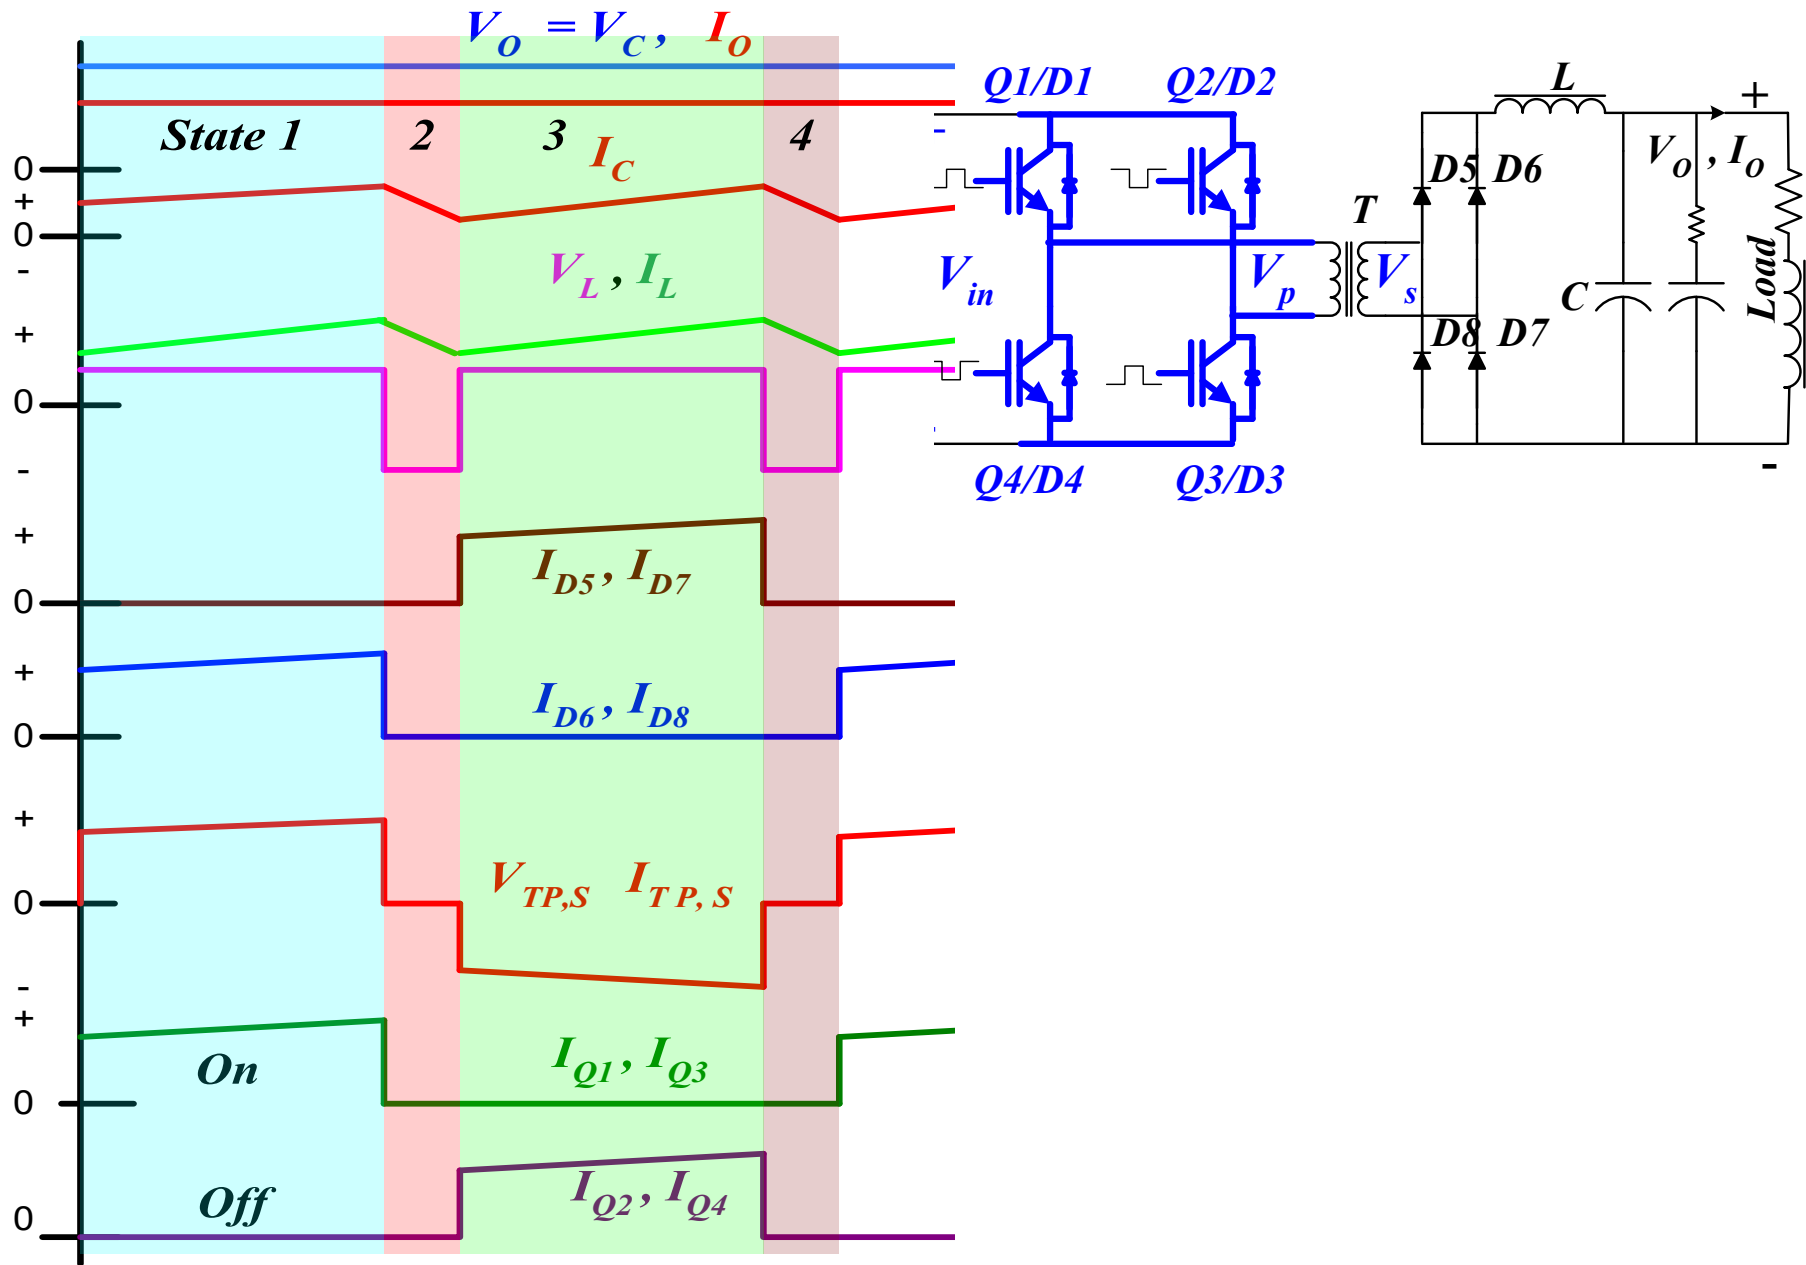 V_O = V_C , I_O
State 1 2 3 4
0
I_C
+
0
-
V_L , I_L
+
0
-
+
I_D5 , I_D7
0
+
I_D6 , I_D8
0
+
V_TP,S I_T P, S
0
-
+
On
I_Q1 , I_Q3
0
Off
I_Q2 , I_Q4
0
Q1/D1 Q2/D2
-
V_in
V_p
T
V_s
Q4/D4 Q3/D3
L
+
D5 D6
V_O , I_O
Load
C
D8 D7
-